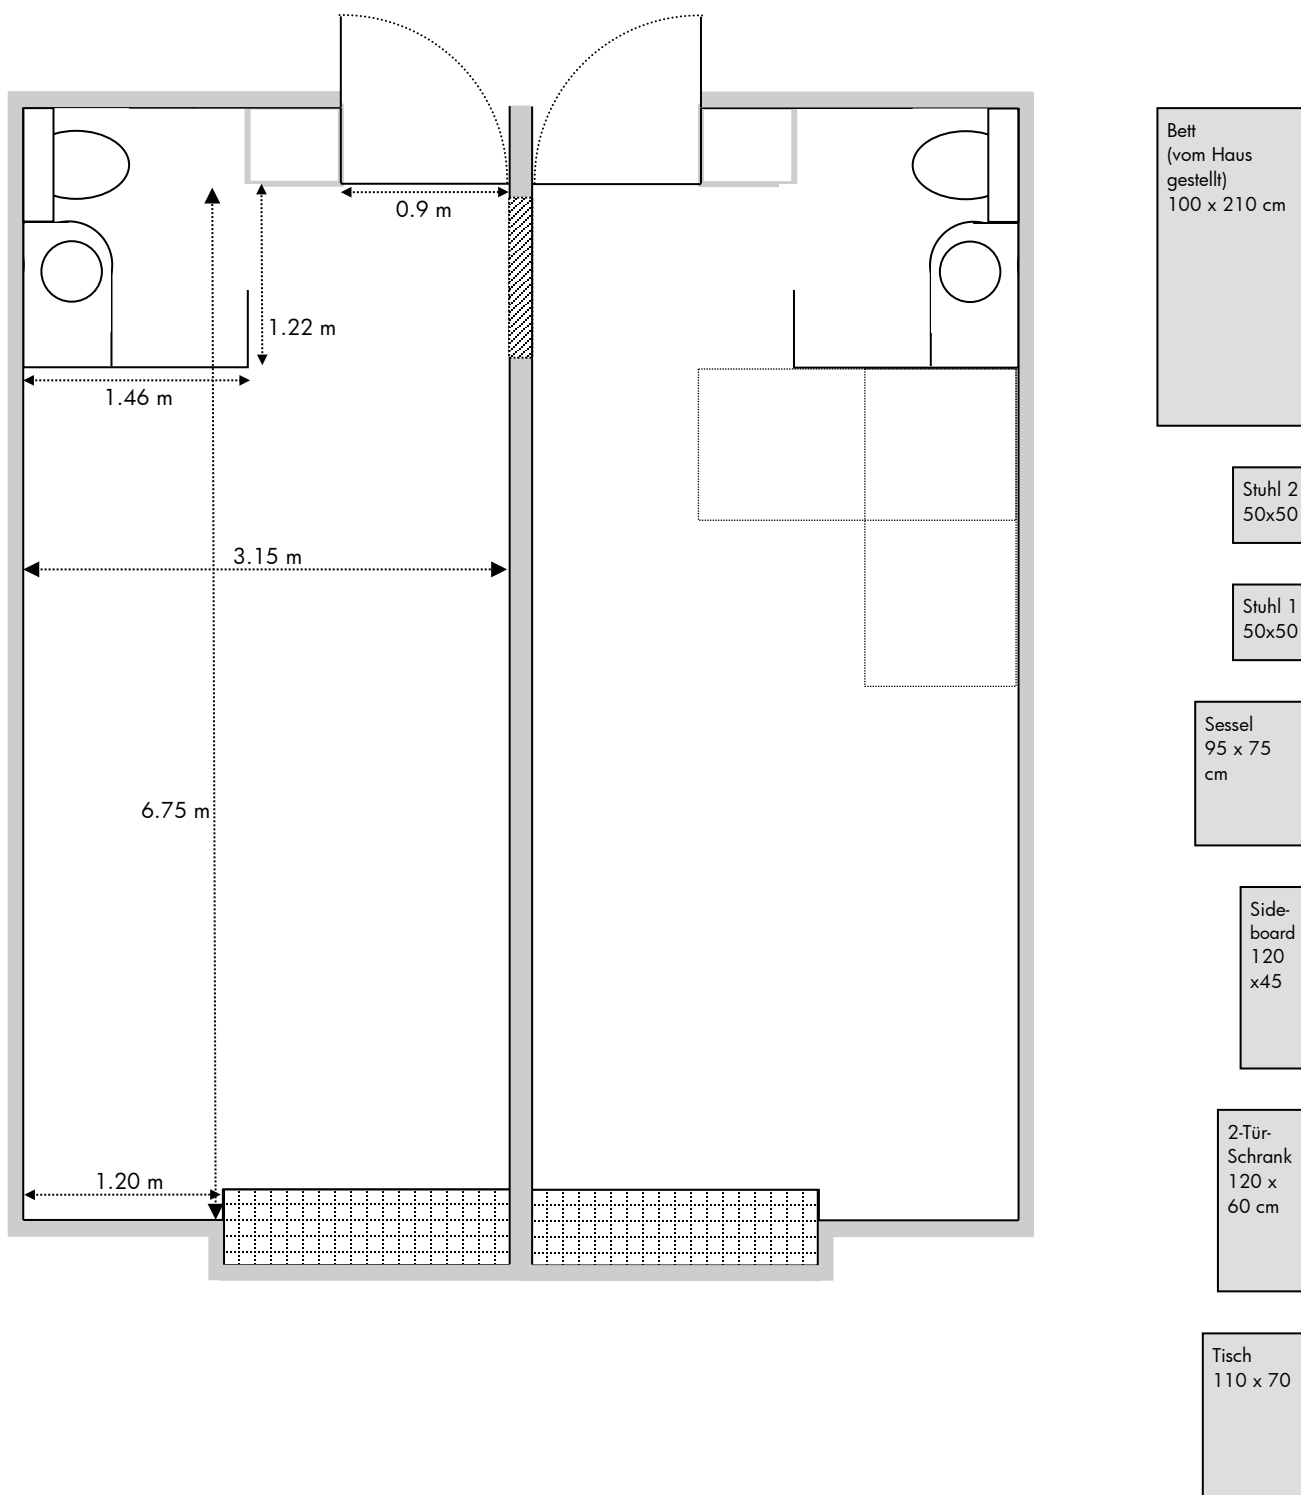 0.9 m
1.22 m
1.46 m
3.15 m
6.75 m
1.20 m
Bett
(vom Haus
gestellt)
100 x 210 cm
Stuhl 2
50x50
Stuhl 1
50x50
Sessel
95 x 75
cm
Side-
board
120
x45
2-Tür-
Schrank
120 x
60 cm
Tisch
110 x 70